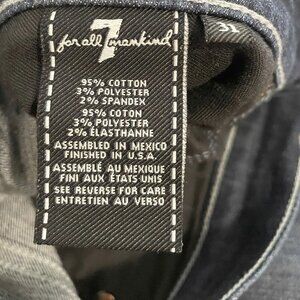 7
for all mankind
31
95% COTTON
3% POLYESTER
2% SPANDEX
95% COTON
3% POLYESTER
2% ÉLASTHANNE
ASSEMBLED IN MEXICO
FINISHED IN U.S.A.
ASSEMBLÉ AU MEXIQUE
FINI AUX ÉTATS UNIS
SEE REVERSE FOR CARE
ENTRETIEN AU VERSO